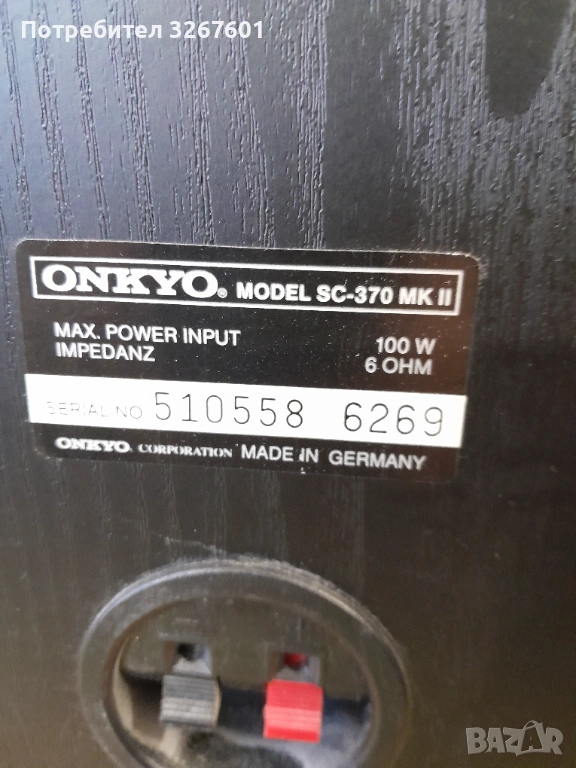 Потребител 3267601
ONKYO® MODEL SC-370 MK II
MAX. POWER INPUT 100 W
IMPEDANZ 6 OHM
SERIAL NO 510558 6269
ONKYO. CORPORATION MADE IN GERMANY
BAZAR